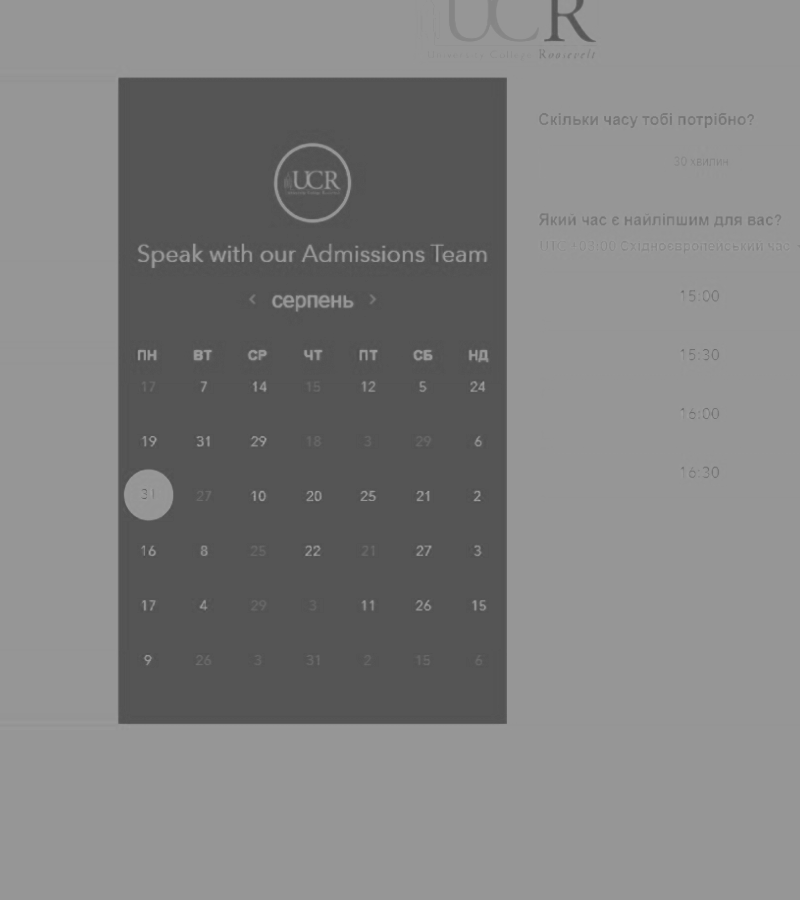 UCR
University College Roosevelt
Скільки часу тобі потрібно?
UCR
30 хвилин
Який час є найліпшим для вас?
UTC +03:00 Східноєвропейський час
Speak with our Admissions Team
‹ серпень ›
15:00
15:30
16:00
16:30
ПН ВТ СР ЧТ ПТ СБ НД
17 7 14 15 12 5 24
19 31 29 18 3 29 6
31 27 10 20 25 21 2
16 8 25 22 21 27 3
17 4 29 3 11 26 15
9 26 3 31 2 15 6